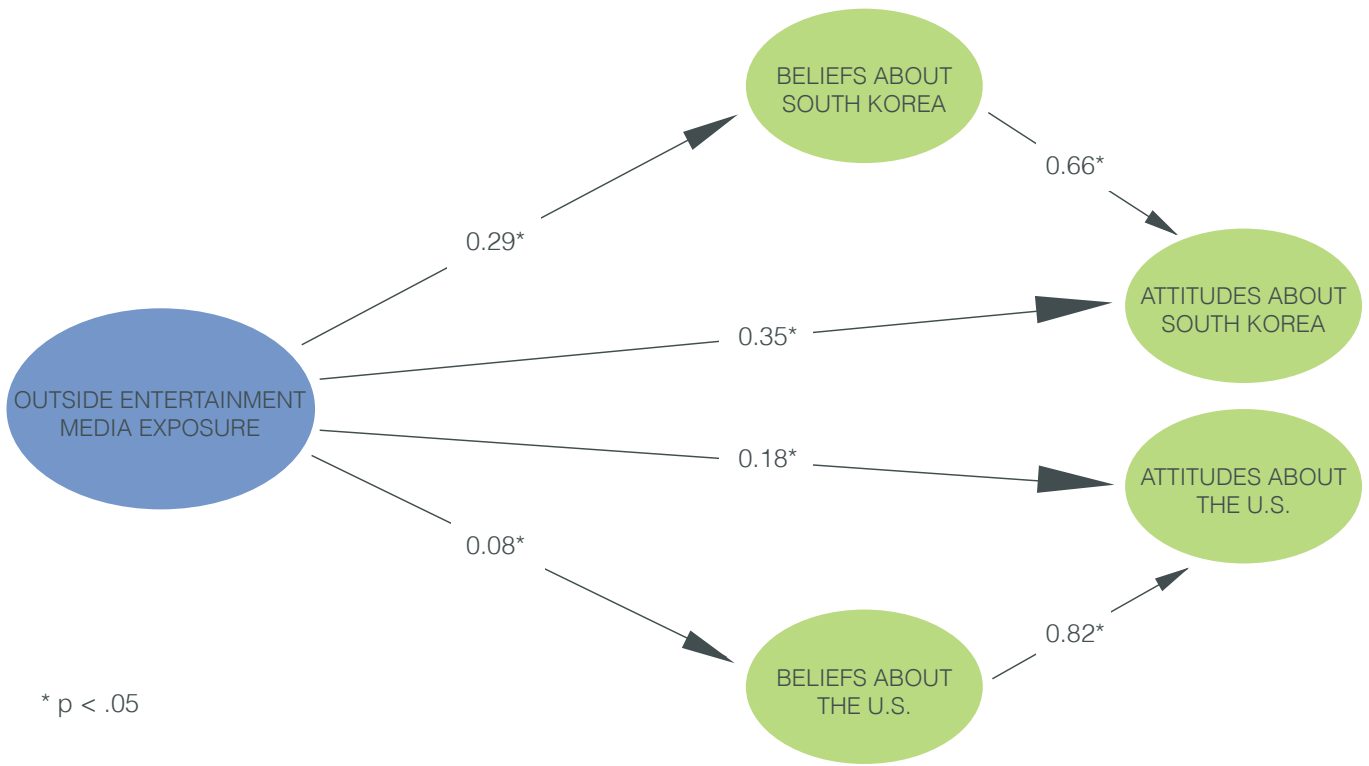 BELIEFS ABOUT
SOUTH KOREA
0.66*
0.29*
ATTITUDES ABOUT
SOUTH KOREA
0.35*
OUTSIDE ENTERTAINMENT
MEDIA EXPOSURE
0.18*
ATTITUDES ABOUT
THE U.S.
0.08*
0.82*
BELIEFS ABOUT
THE U.S.
* p < .05